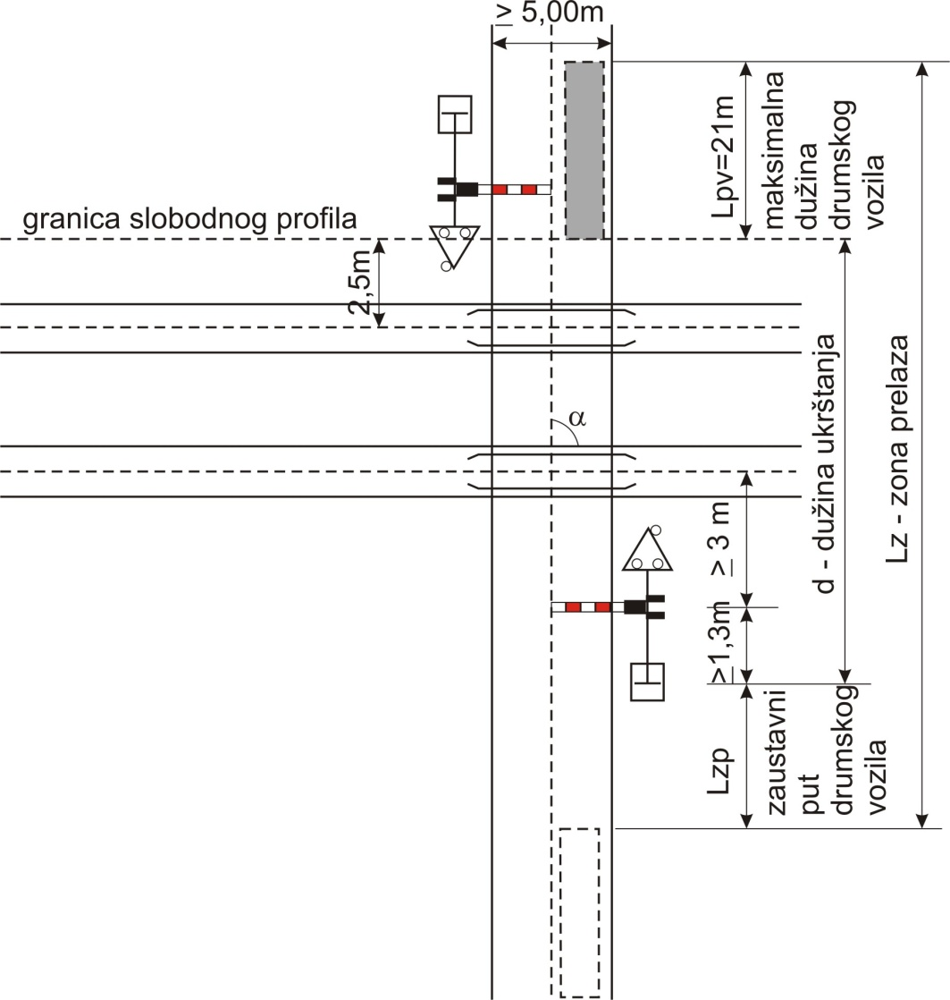 ≥ 5,00m
Lpv=21m
maksimalna
dužina
drumskog
vozila
granica slobodnog profila
2,5m
α
d - dužina ukrštanja
Lz - zona prelaza
≥ 3 m
≥1,3m
Lzp
zaustavni
put
drumskog
vozila